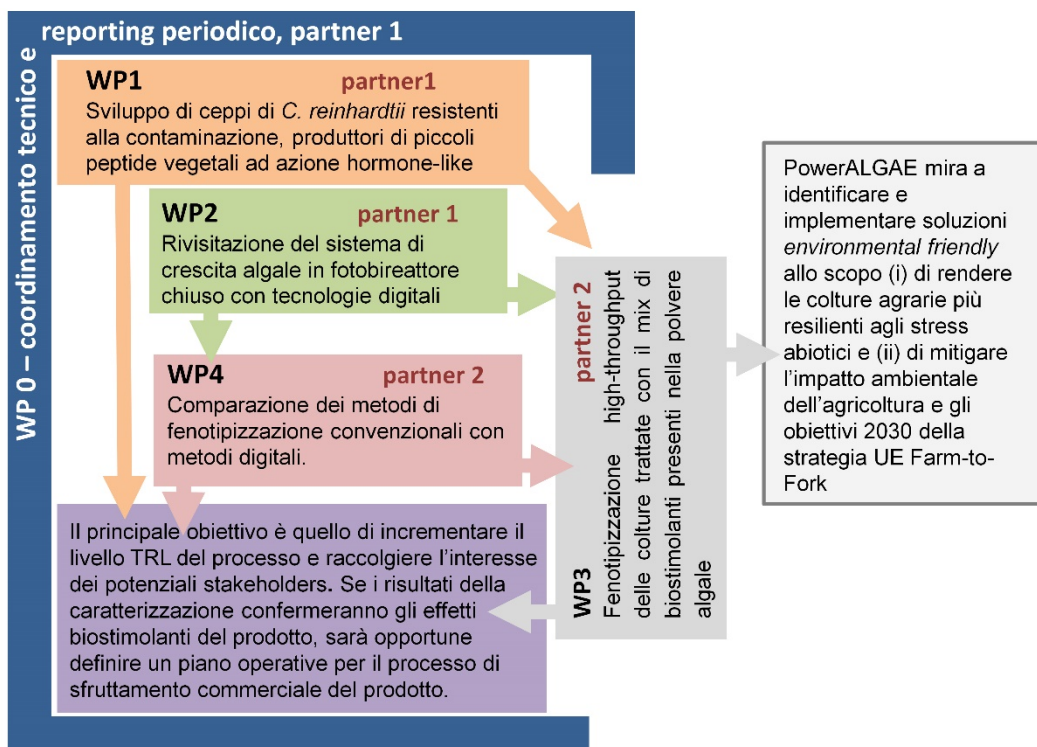 reporting periodico, partner 1
WP 0 – coordinamento tecnico e
WP1 partner1
Sviluppo di ceppi di C. reinhardtii resistenti
alla contaminazione, produttori di piccoli
peptide vegetali ad azione hormone-like
WP2 partner 1
Rivisitazione del sistema di
crescita algale in fotobireattore
chiuso con tecnologie digitali
WP4 partner 2
Comparazione dei metodi di
fenotipizzazione convenzionali con
metodi digitali.
Il principale obiettivo è quello di incrementare il
livello TRL del processo e raccolgiere l’interesse
dei potenziali stakeholders. Se i risultati della
caratterizzazione confermeranno gli effetti
biostimolanti del prodotto, sarà opportune
definire un piano operative per il processo di
sfruttamento commerciale del prodotto.
WP3 partner 2
Fenotipizzazione high-throughput
delle colture trattate con il mix di
biostimolanti presenti nella polvere
algale
PowerALGAE mira a
identificare e
implementare soluzioni
environmental friendly
allo scopo (i) di rendere
le colture agrarie più
resilienti agli stress
abiotici e (ii) di mitigare
l’impatto ambientale
dell’agricoltura e gli
obiettivi 2030 della
strategia UE Farm-to-
Fork